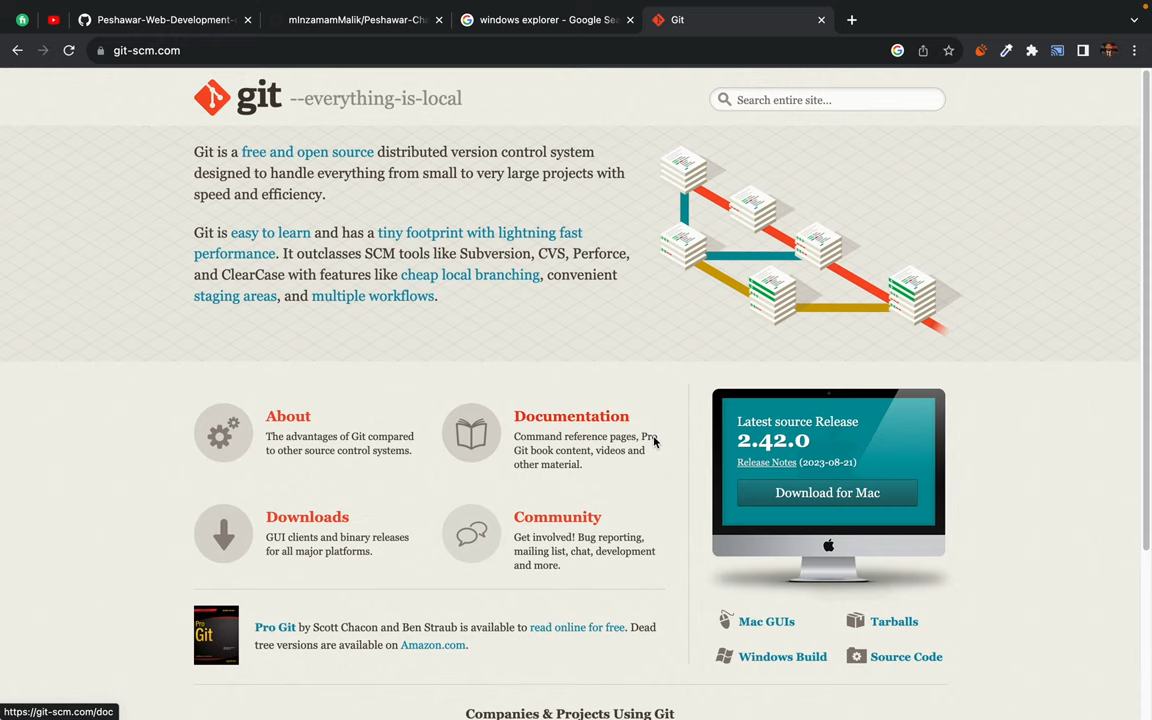 Peshawar-Web-Development-
mInzamamMalik/Peshawar-Cha
windows explorer - Google Sea
Git
git-scm.com
git --everything-is-local
Search entire site...
Git is a free and open source distributed version control system
designed to handle everything from small to very large projects with
speed and efficiency.
Git is easy to learn and has a tiny footprint with lightning fast
performance. It outclasses SCM tools like Subversion, CVS, Perforce,
and ClearCase with features like cheap local branching, convenient
staging areas, and multiple workflows.
About
The advantages of Git compared
to other source control systems.
Documentation
Command reference pages, Pro
Git book content, videos and
other material.
Downloads
GUI clients and binary releases
for all major platforms.
Community
Get involved! Bug reporting,
mailing list, chat, development
and more.
Latest source Release
2.42.0
Release Notes (2023-08-21)
Download for Mac
Mac GUIs
Tarballs
Windows Build
Source Code
Pro Git
Pro Git by Scott Chacon and Ben Straub is available to read online for free. Dead
tree versions are available on Amazon.com.
Companies & Projects Using Git
https://git-scm.com/doc